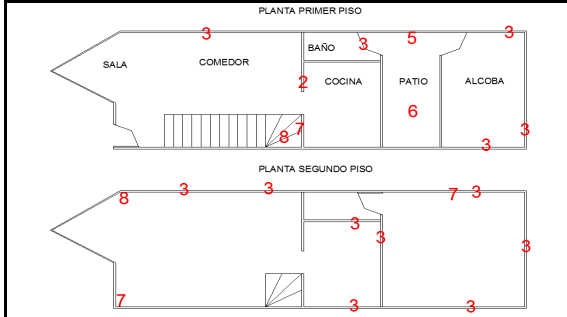 PLANTA PRIMER PISO
3 5 3
BAÑO 3
SALA COMEDOR
2 COCINA PATIO ALCOBA
6
8 7 3 3
PLANTA SEGUNDO PISO
8 3 3 7 3
3 3 3
7 3 3